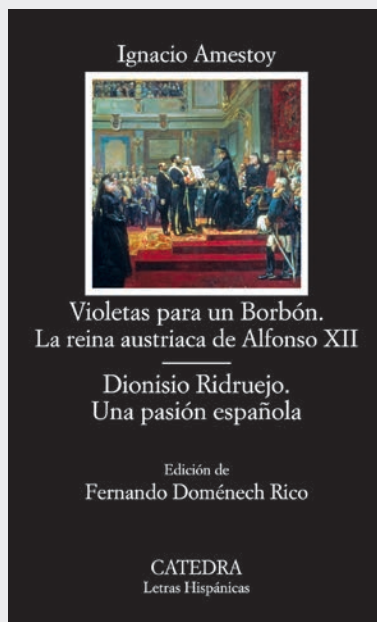 Ignacio Amestoy
Violetas para un Borbón.
La reina austriaca de Alfonso XII
Dionisio Ridruejo.
Una pasión española
Edición de
Fernando Doménech Rico
CATEDRA
Letras Hispánicas